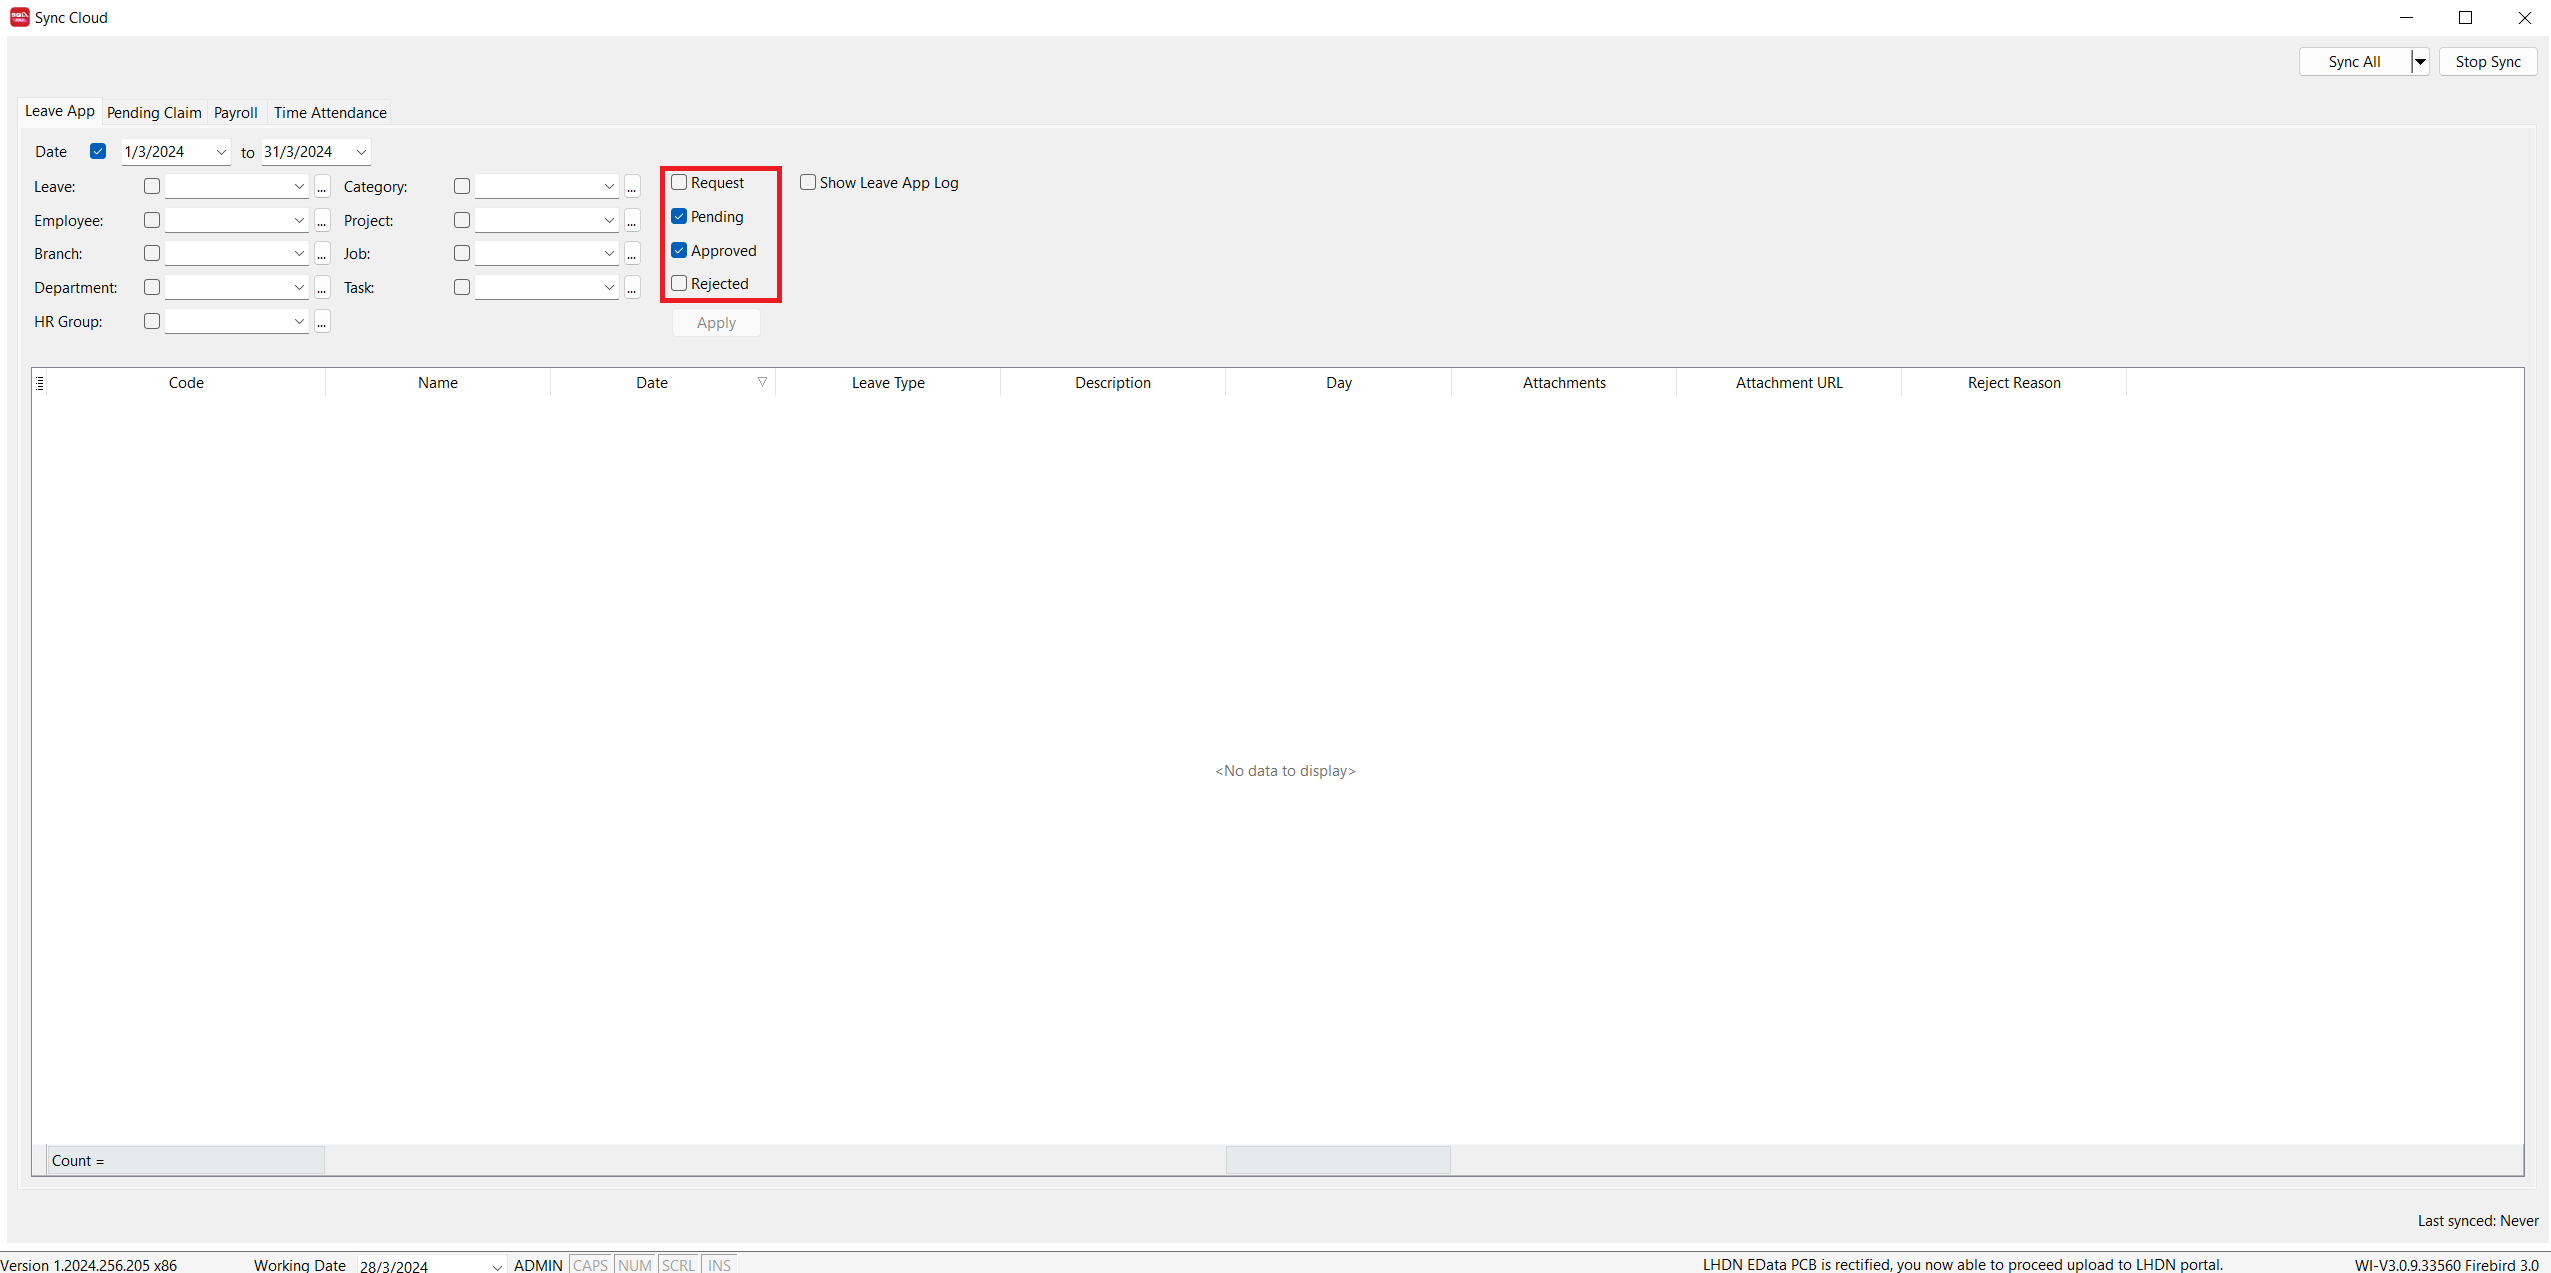 Sync Cloud
Sync All
Stop Sync
Leave App Pending Claim Payroll Time Attendance
Date 1/3/2024 to 31/3/2024
Leave: ... Category: ... Request Show Leave App Log
Employee: ... Project: ... Pending
Branch: ... Job: ... Approved
Department: ... Task: ... Rejected
HR Group: ... Apply
Code Name Date Leave Type Description Day Attachments Attachment URL Reject Reason
<No data to display>
Count =
Last synced: Never
Version 1.2024.256.205 x86 Working Date 28/3/2024 ADMIN CAPS NUM SCRL INS LHDN EData PCB is rectified, you now able to proceed upload to LHDN portal. WI-V3.0.9.33560 Firebird 3.0